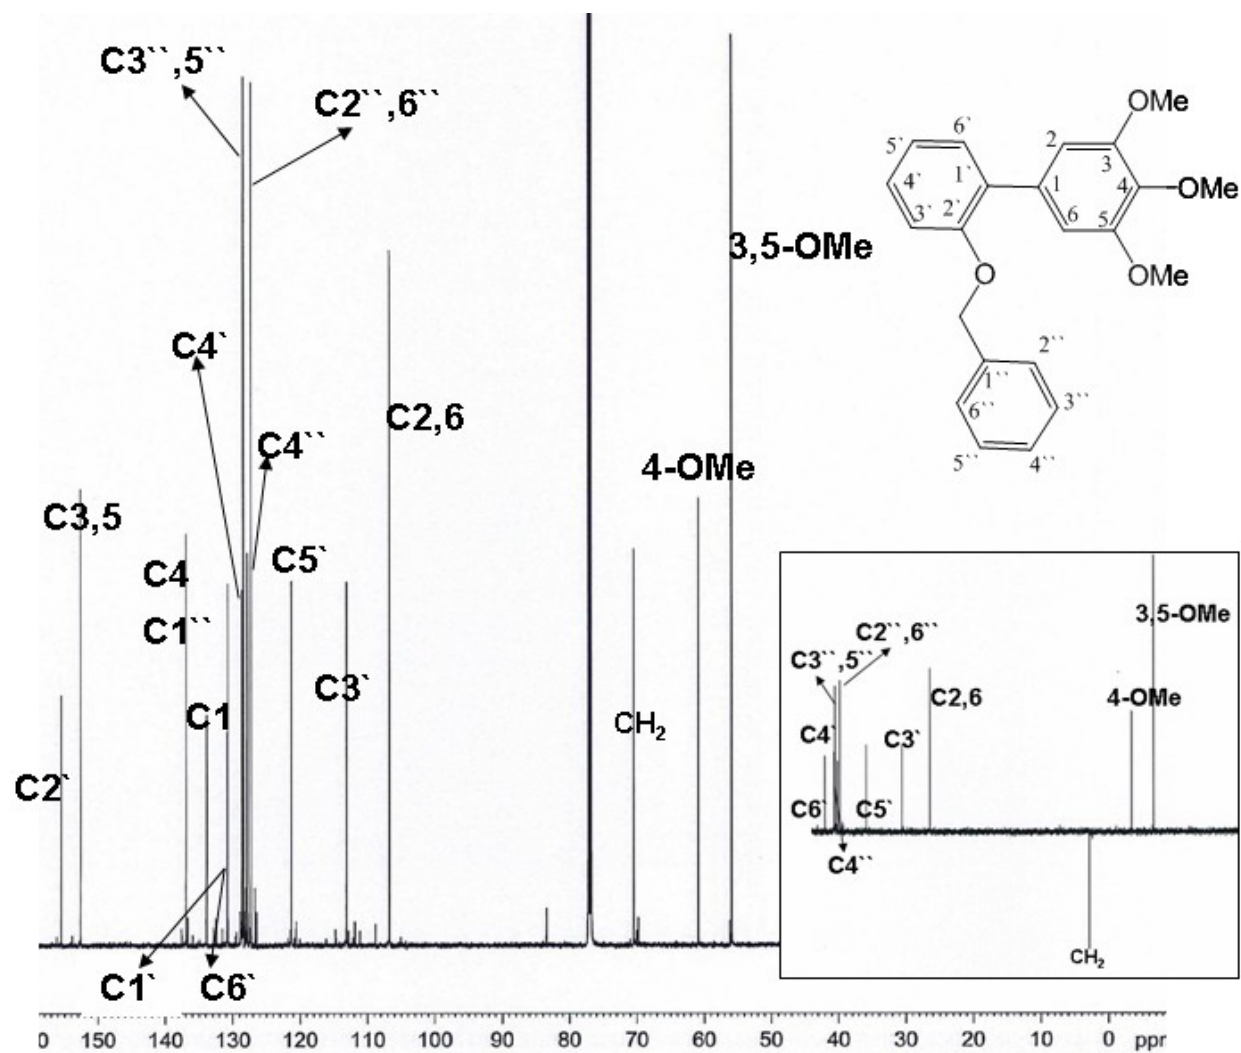 C3``,5``
C2``,6``
OMe
6`
5`
2
3
4`
1`
1
4
OMe
3`
2`
6
5
3,5-OMe
O
OMe
C4`
2``
1``
C2,6
6``
3``
C4``
5``
4``
4-OMe
C3,5
C5`
C4
C1``
C3`
C1
CH2
C2`
C1`
C6`
3,5-OMe
C2``,6``
C3``,5``
C2,6
4-OMe
C4`
C3`
C6`
C5`
C4``
CH2
0 150 140 130 120 110 100 90 80 70 60 50 40 30 20 10 0 ppr